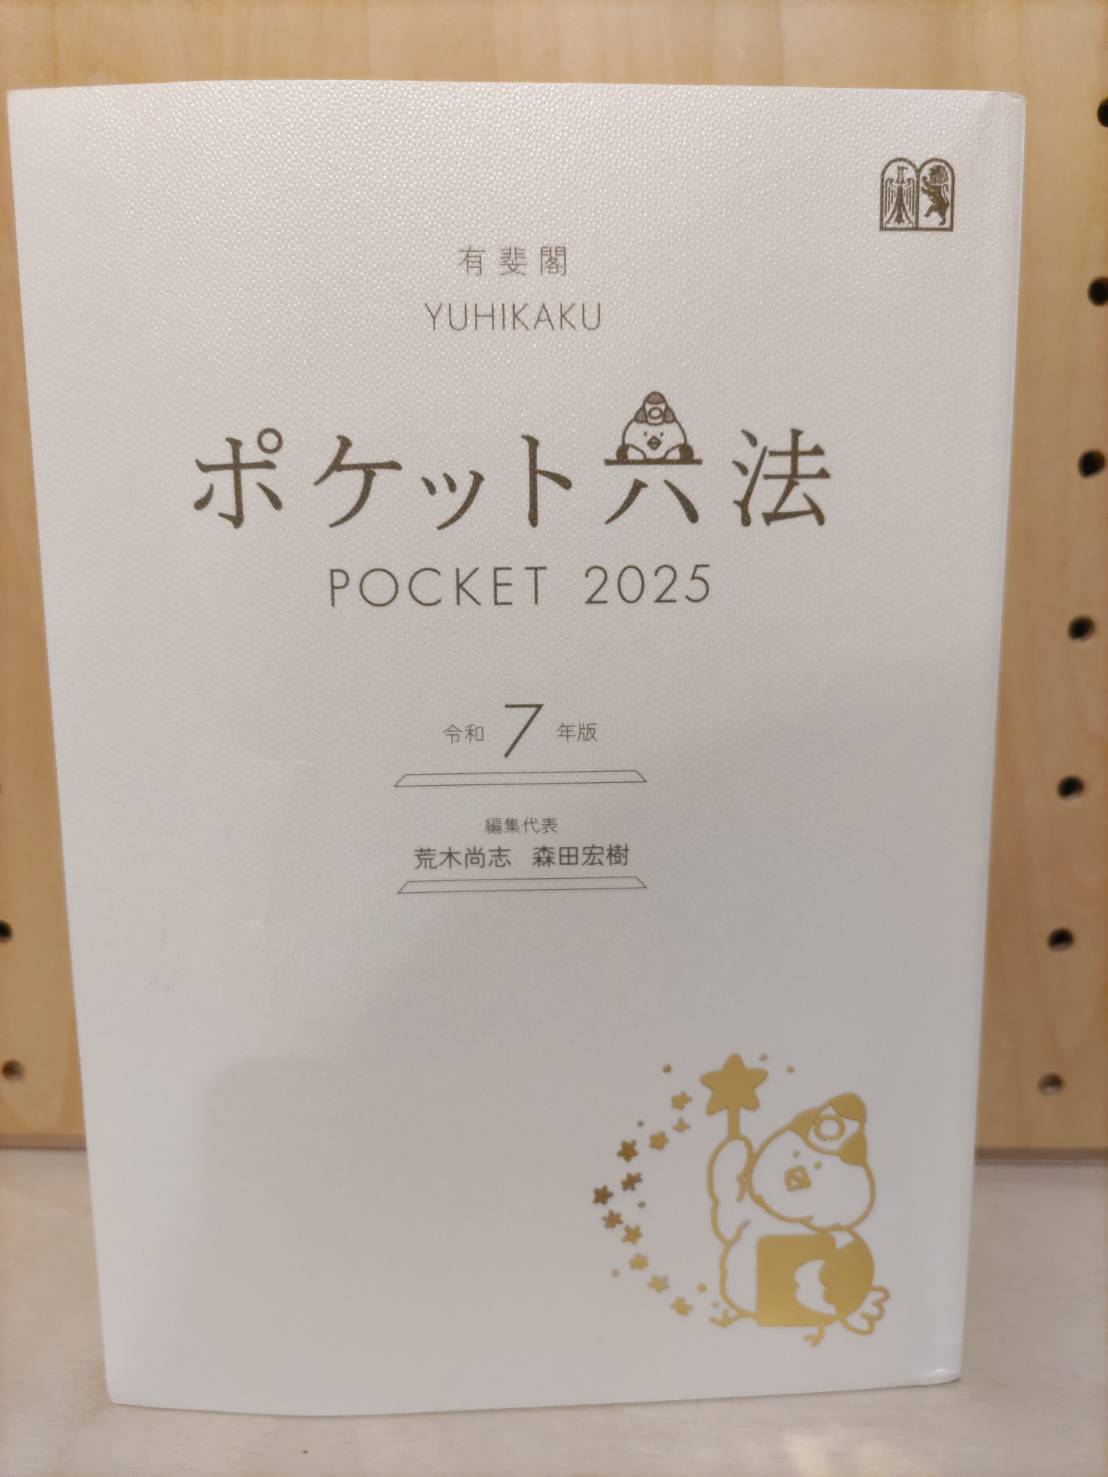 有斐閣
YUHIKAKU
ポケット六法
POCKET 2025
令和7年版
編集代表
荒木尚志 森田宏樹